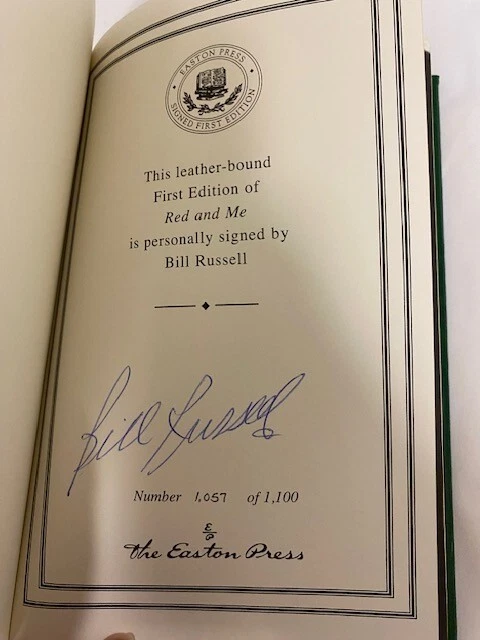 EASTON PRESS
SIGNED FIRST EDITION
This leather-bound
First Edition of
Red and Me
is personally signed by
Bill Russell
Bill Russell
Number 1,057 of 1,100
E
P
The Easton Press